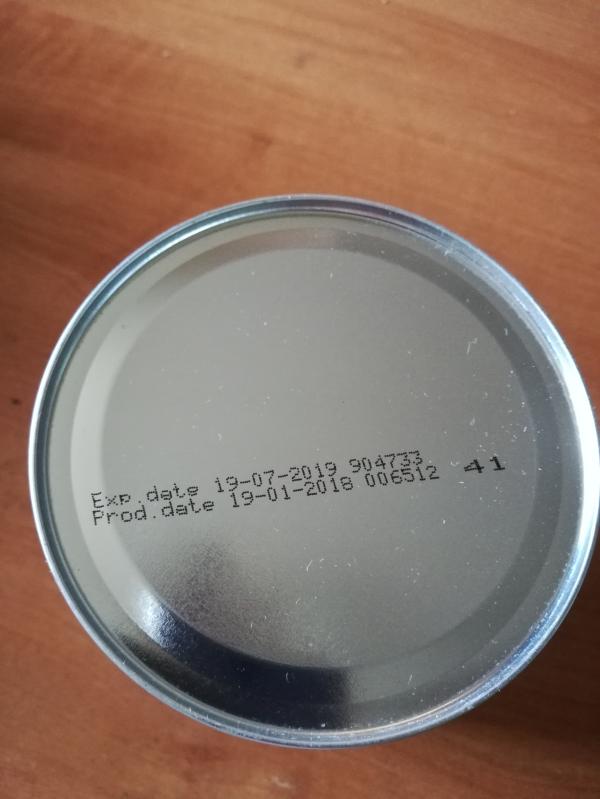 Exp.date 19-07-2019 904733
Prod.date 19-01-2018 006512 41